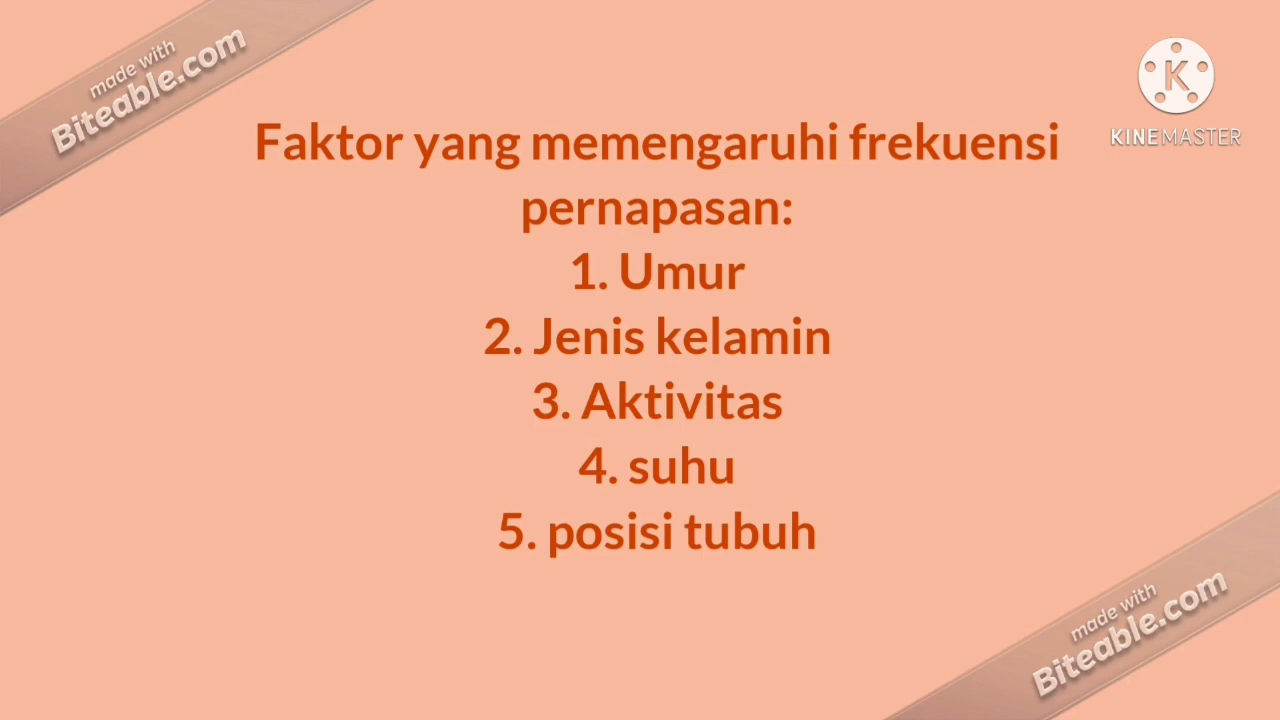 made with
Biteable.com
K
KINEMASTER
Faktor yang memengaruhi frekuensi
pernapasan:
1. Umur
2. Jenis kelamin
3. Aktivitas
4. suhu
5. posisi tubuh
made with
Biteable.com